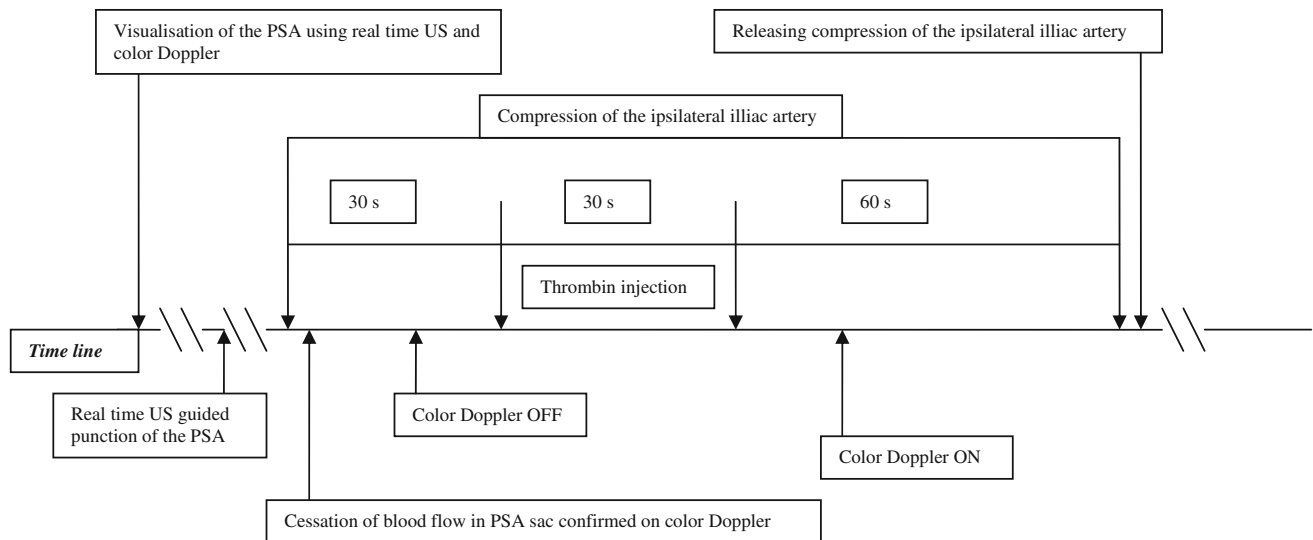 Visualisation of the PSA using real time US and
color Doppler
Releasing compression of the ipsilateral illiac artery
Compression of the ipsilateral illiac artery
30 s
30 s
60 s
Thrombin injection
Time line
Real time US guided
punction of the PSA
Color Doppler OFF
Color Doppler ON
Cessation of blood flow in PSA sac confirmed on color Doppler